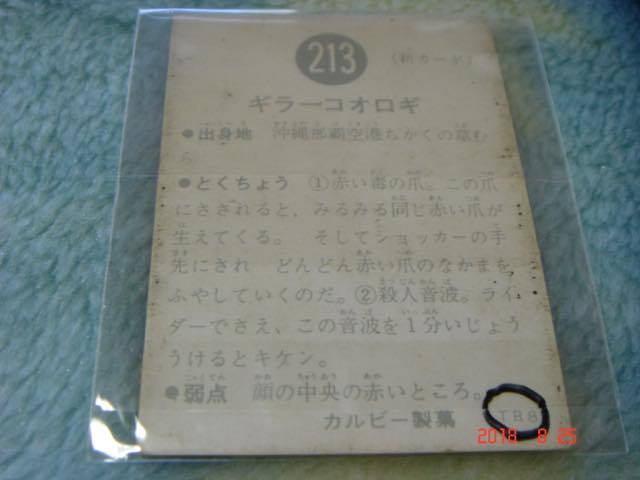 213
(新カード)
ギラーコオロギ
●出身地　沖縄那覇空港ちかくの草む
ら
●とくちょう　①赤い毒の爪。この爪
にさされると、みるみる同じ赤い爪が
生えてくる。　そしてショッカーの手
先にされ　どんどん赤い爪のなかまを
ふやしていくのだ。②殺人音波。ライ
ダーでさえ、この音波を1分いじょう
うけるとキケン。
●弱点　顔の中央の赤いところ。
カルビー製菓
2018 8 25